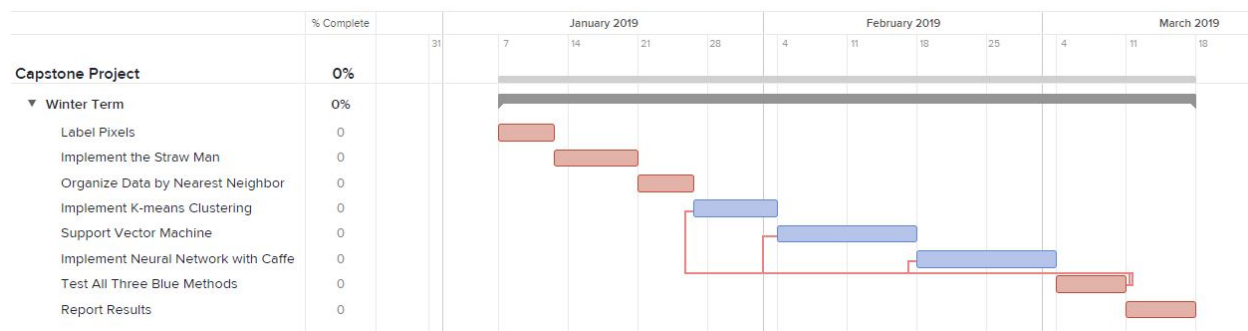 % Complete January 2019 February 2019 March 2019
31 7 14 21 28 4 11 18 25 4 11 18
Capstone Project 0%
Winter Term 0%
Label Pixels 0
Implement the Straw Man 0
Organize Data by Nearest Neighbor 0
Implement K-means Clustering 0
Support Vector Machine 0
Implement Neural Network with Caffe 0
Test All Three Blue Methods 0
Report Results 0